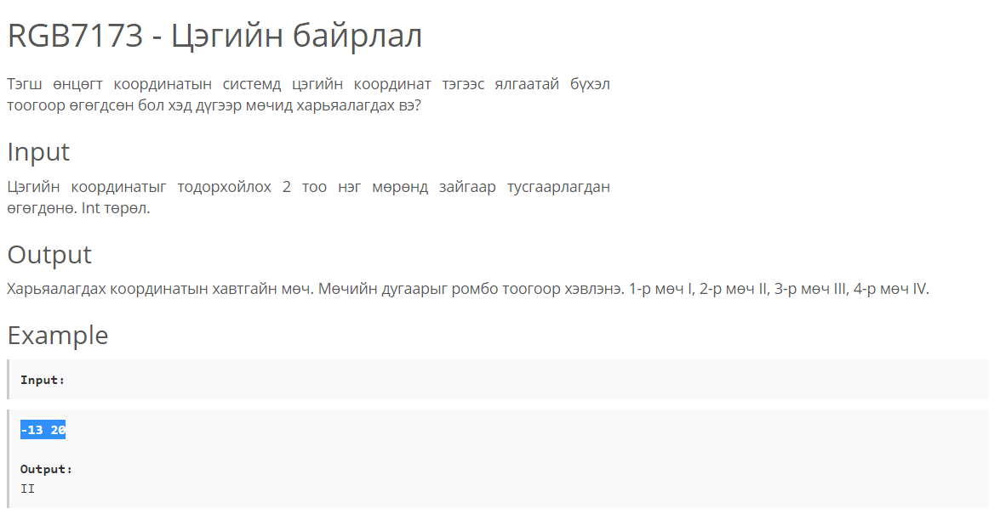 RGB7173 - Цэгийн байрлал
Тэгш өнцөгт координатын системд цэгийн координат тэгээс ялгаатай бүхэл
тоогоор өгөгдсөн бол хэд дүгээр мөчид харьяалагдах вэ?
Input
Цэгийн координатыг тодорхойлох 2 тоо нэг мөрөнд зайгаар тусгаарлагдан
өгөгдөнө. Int төрөл.
Output
Харьяалагдах координатын хавтгайн мөч. Мөчийн дугаарыг ромбо тоогоор хэвлэнэ. 1-р мөч I, 2-р мөч II, 3-р мөч III, 4-р мөч IV.
Example
Input:
-13 20
Output:
II